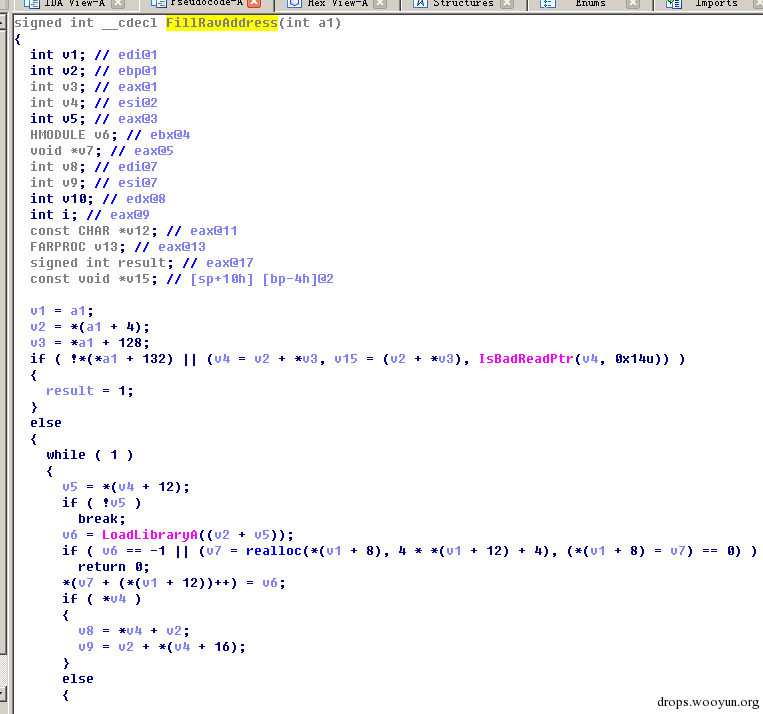 IDA View-A Pseudocode-A Hex View-A Structures Enums Imports
signed int __cdecl FillRavAddress(int a1)
{
int v1; // edi@1
int v2; // ebp@1
int v3; // eax@1
int v4; // esi@2
int v5; // eax@3
HMODULE v6; // ebx@4
void *v7; // eax@5
int v8; // edi@7
int v9; // esi@7
int v10; // edx@8
int i; // eax@9
const CHAR *v12; // eax@11
FARPROC v13; // eax@13
signed int result; // eax@17
const void *v15; // [sp+10h] [bp-4h]@2
v1 = a1;
v2 = *(a1 + 4);
v3 = *a1 + 128;
if ( !*(*a1 + 132) || (v4 = v2 + *v3, v15 = (v2 + *v3), IsBadReadPtr(v4, 0x14u)) )
{
result = 1;
}
else
{
while ( 1 )
{
v5 = *(v4 + 12);
if ( !v5 )
break;
v6 = LoadLibraryA((v2 + v5));
if ( v6 == -1 || (v7 = realloc(*(v1 + 8), 4 * *(v1 + 12) + 4), (*(v1 + 8) = v7) == 0) )
return 0;
*(v7 + (*(v1 + 12))++) = v6;
if ( *v4 )
{
v8 = *v4 + v2;
v9 = v2 + *(v4 + 16);
}
else
{
drops.wooyun.org